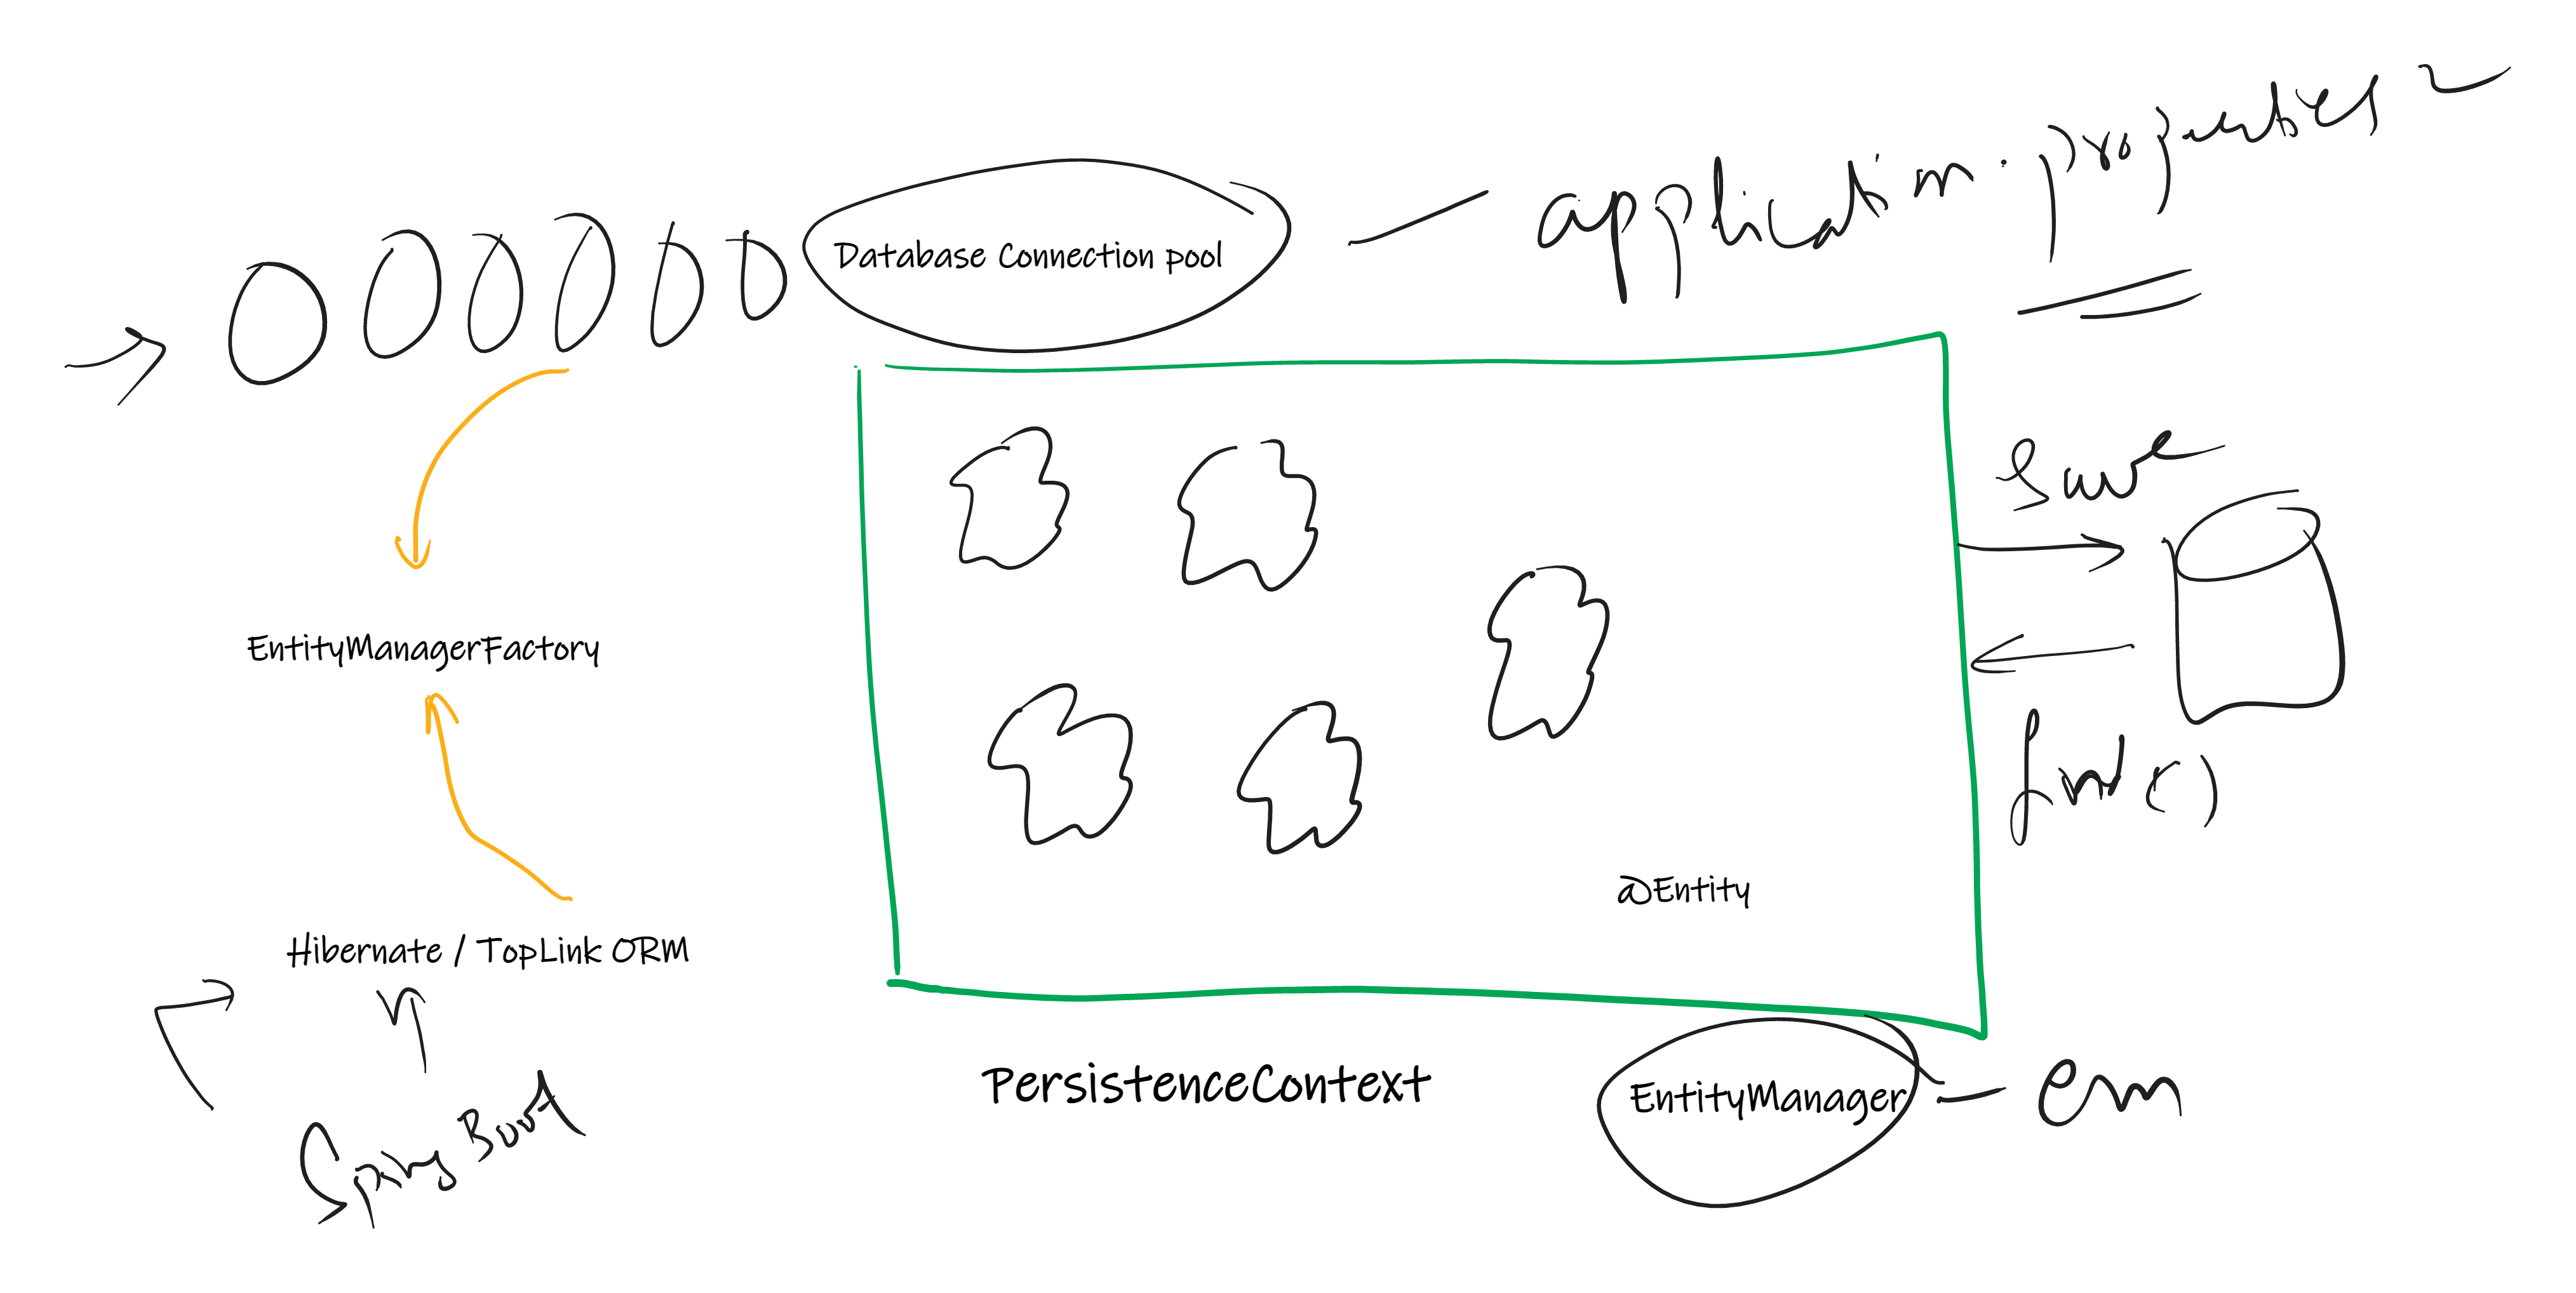 application.properties
Database Connection pool
Save
EntityManagerFactory
find()
@Entity
Hibernate / TopLink ORM
PersistenceContext
EntityManager
em
Spring Boot